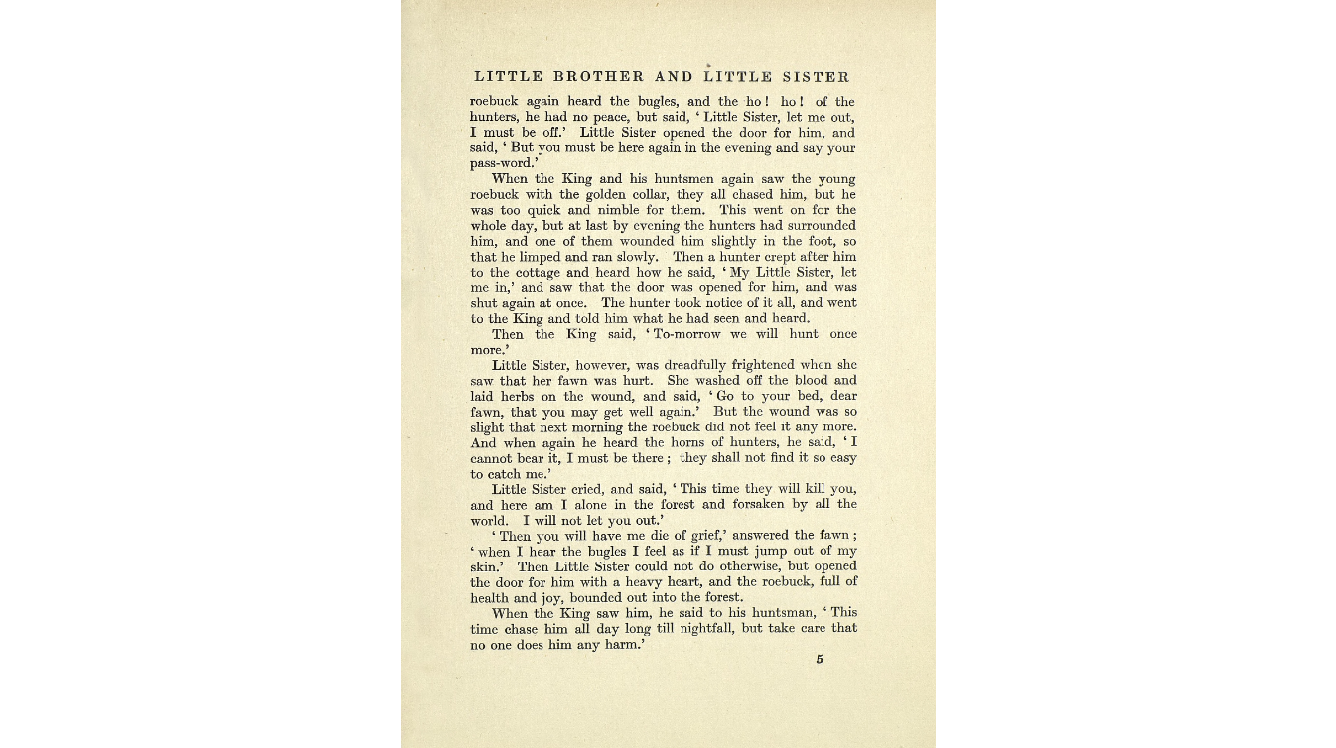 LITTLE BROTHER AND LITTLE SISTER
roebuck again heard the bugles, and the ho! ho! of the
hunters, he had no peace, but said, ‘Little Sister, let me out,
I must be off.’ Little Sister opened the door for him, and
said, ‘But you must be here again in the evening and say your
pass-word.’
When the King and his huntsmen again saw the young
roebuck with the golden collar, they all chased him, but he
was too quick and nimble for them. This went on for the
whole day, but at last by evening the hunters had surrounded
him, and one of them wounded him slightly in the foot, so
that he limped and ran slowly. Then a hunter crept after him
to the cottage and heard how he said, ‘My Little Sister, let
me in,’ and saw that the door was opened for him, and was
shut again at once. The hunter took notice of it all, and went
to the King and told him what he had seen and heard.
Then the King said, ‘To-morrow we will hunt once
more.’
Little Sister, however, was dreadfully frightened when she
saw that her fawn was hurt. She washed off the blood and
laid herbs on the wound, and said, ‘Go to your bed, dear
fawn, that you may get well again.’ But the wound was so
slight that next morning the roebuck did not feel it any more.
And when again he heard the horns of hunters, he said, ‘I
cannot bear it, I must be there; they shall not find it so easy
to catch me.’
Little Sister cried, and said, ‘This time they will kill you,
and here am I alone in the forest and forsaken by all the
world. I will not let you out.’
‘Then you will have me die of grief,’ answered the fawn;
‘when I hear the bugles I feel as if I must jump out of my
skin.’ Then Little Sister could not do otherwise, but opened
the door for him with a heavy heart, and the roebuck, full of
health and joy, bounded out into the forest.
When the King saw him, he said to his huntsman, ‘This
time chase him all day long till nightfall, but take care that
no one does him any harm.’
5